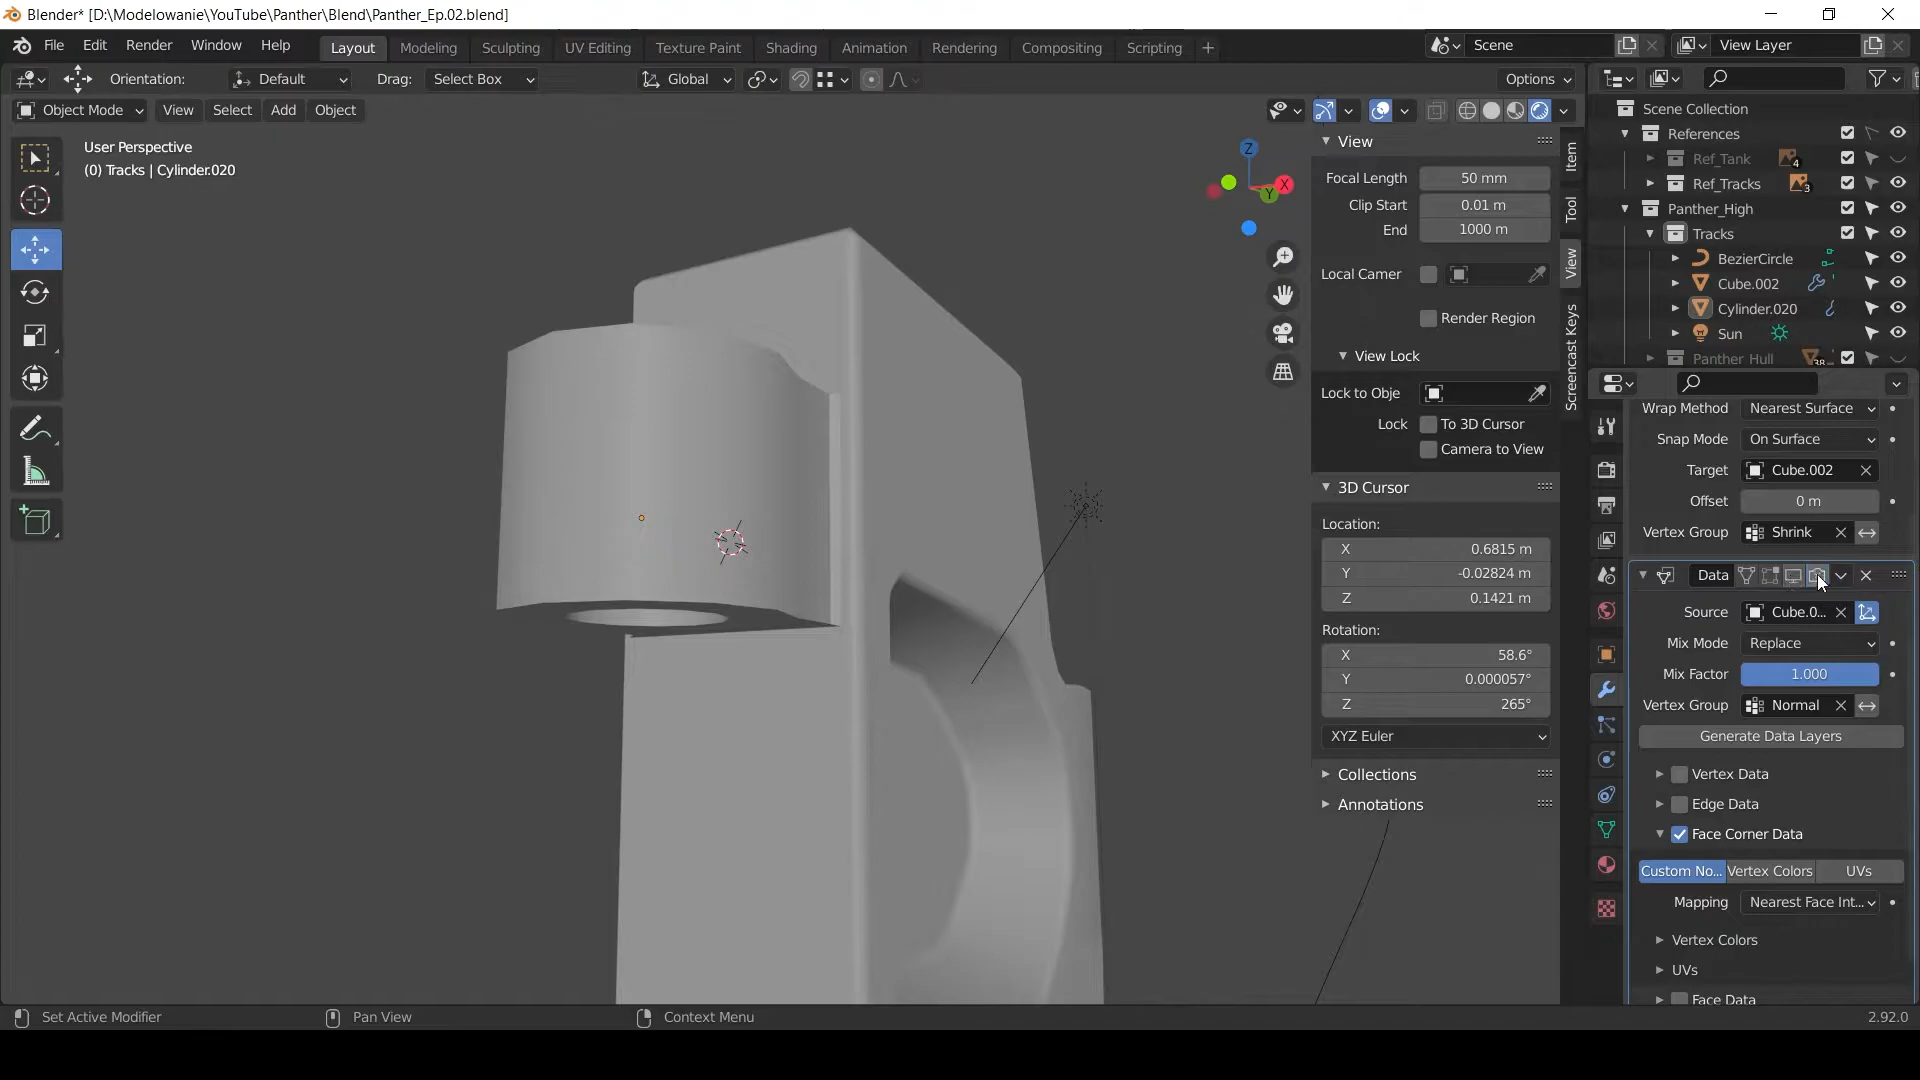 Blender* [D:\Modelowanie\YouTube\Panther\Blend\Panther_Ep.02.blend]
File Edit Render Window Help Layout Modeling Sculpting UV Editing Texture Paint Shading Animation Rendering Compositing Scripting + Scene View Layer
Orientation: Default Drag: Select Box Global Options
Object Mode View Select Add Object
User Perspective
(0) Tracks | Cylinder.020
Z
X
Y
View
Focal Length 50 mm
Clip Start 0.01 m
End 1000 m
Local Camer
Render Region
View Lock
Lock to Obje
Lock To 3D Cursor
Camera to View
3D Cursor
Location:
X 0.6815 m
Y -0.02824 m
Z 0.1421 m
Rotation:
X 58.6°
Y 0.000057°
Z 265°
XYZ Euler
Collections
Annotations
Item
Tool
View
Screencast Keys
Scene Collection
References
Ref_Tank 4
Ref_Tracks 3
Panther_High
Tracks
BezierCircle
Cube.002
Cylinder.020
Sun
Panther Hull 38
Wrap Method Nearest Surface
Snap Mode On Surface
Target Cube.002
Offset 0 m
Vertex Group Shrink
Data
Source Cube.0...
Mix Mode Replace
Mix Factor 1.000
Vertex Group Normal
Generate Data Layers
Vertex Data
Edge Data
Face Corner Data
Custom No... Vertex Colors UVs
Mapping Nearest Face Int...
Vertex Colors
UVs
Face Data
Set Active Modifier Pan View Context Menu 2.92.0